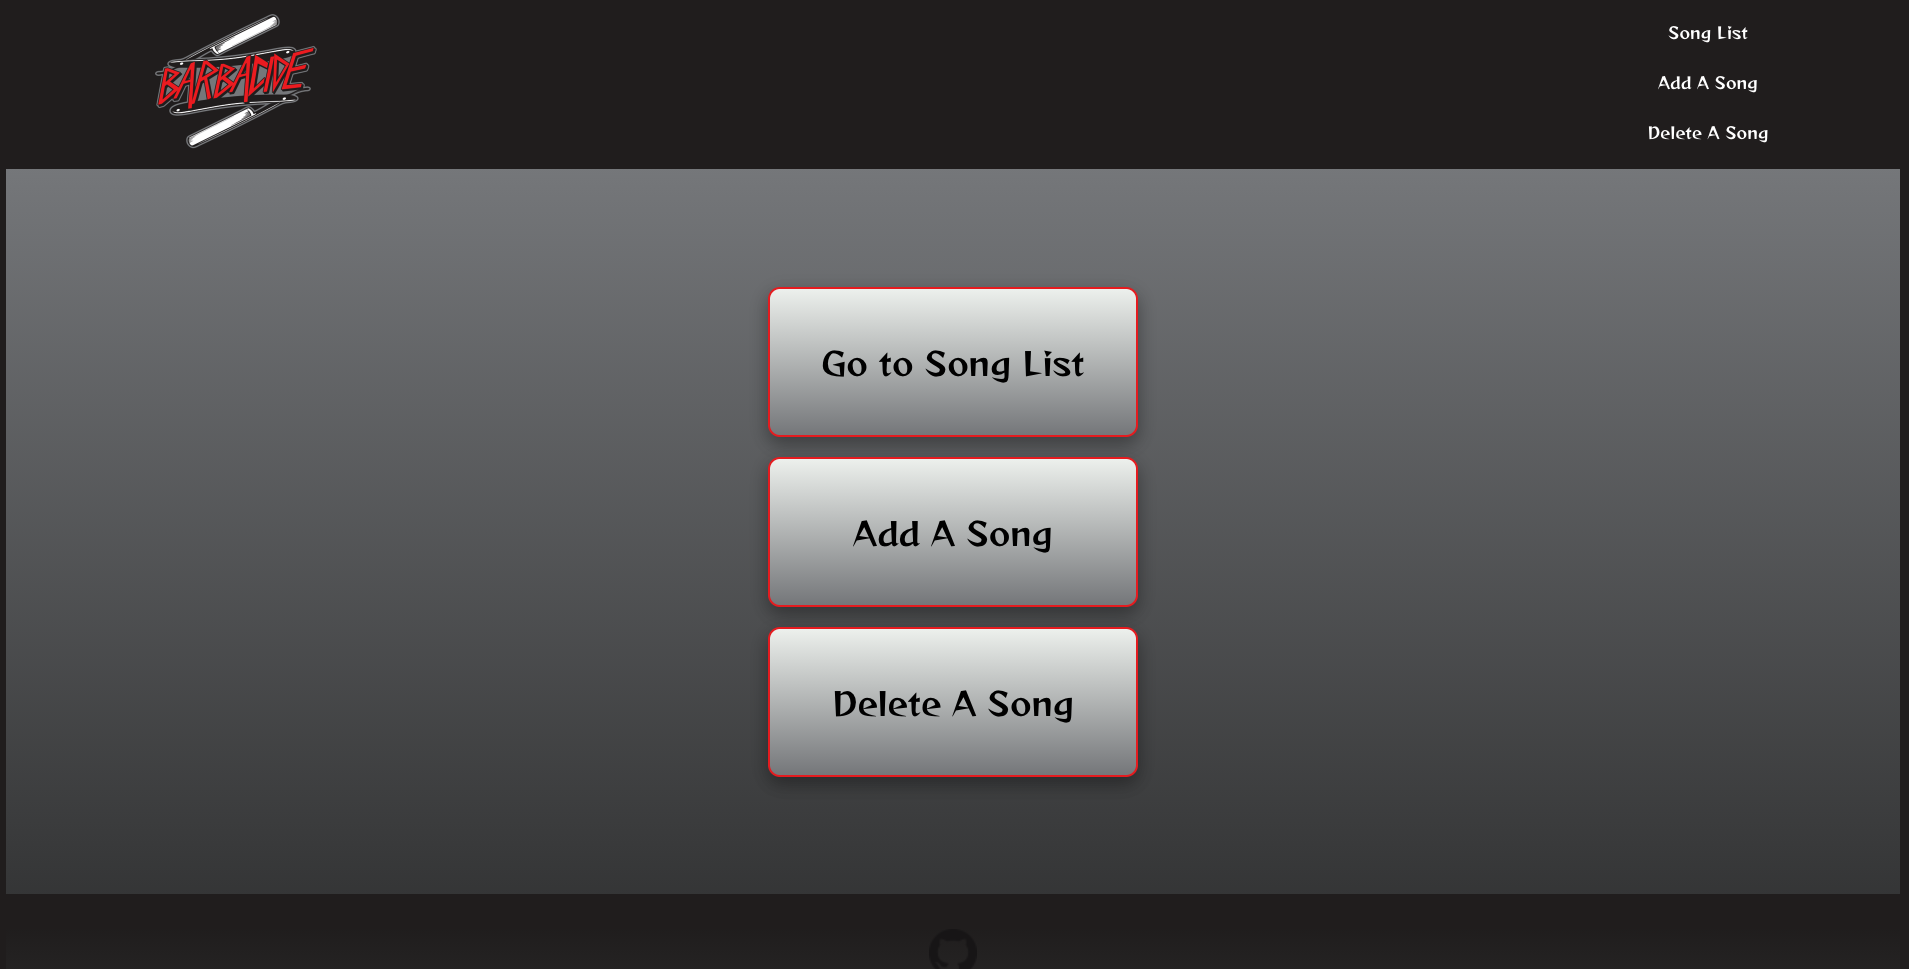 BARBACIDE
Song List
Add A Song
Delete A Song
Go to Song List
Add A Song
Delete A Song